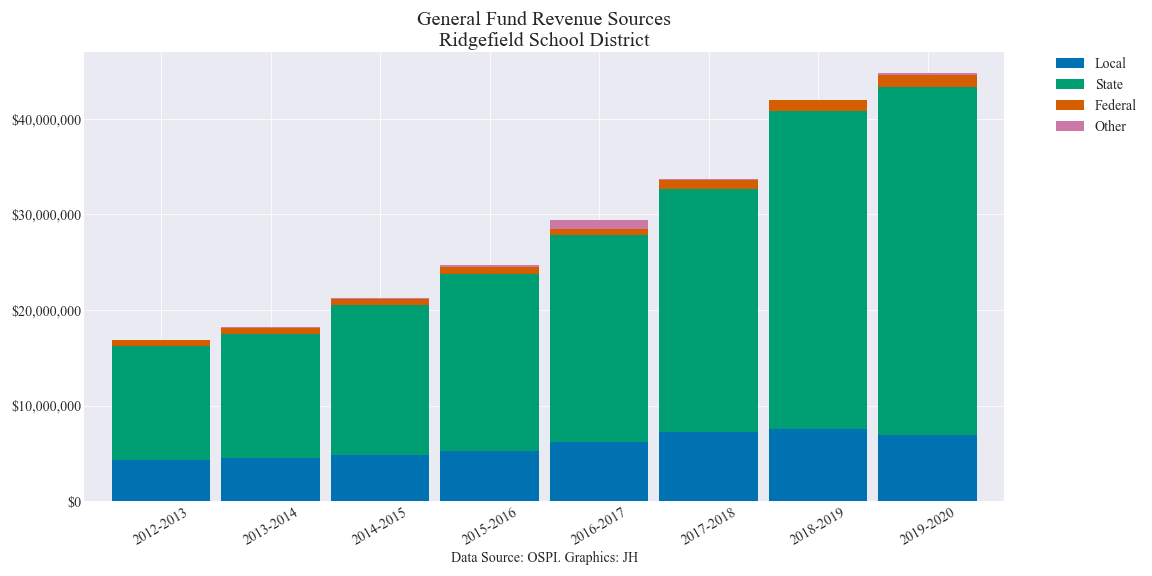 General Fund Revenue Sources
Ridgefield School District
Local
State
Federal
Other
$40,000,000
$30,000,000
$20,000,000
$10,000,000
$0
2012-2013
2013-2014
2014-2015
2015-2016
2016-2017
2017-2018
2018-2019
2019-2020
Data Source: OSPI. Graphics: JH